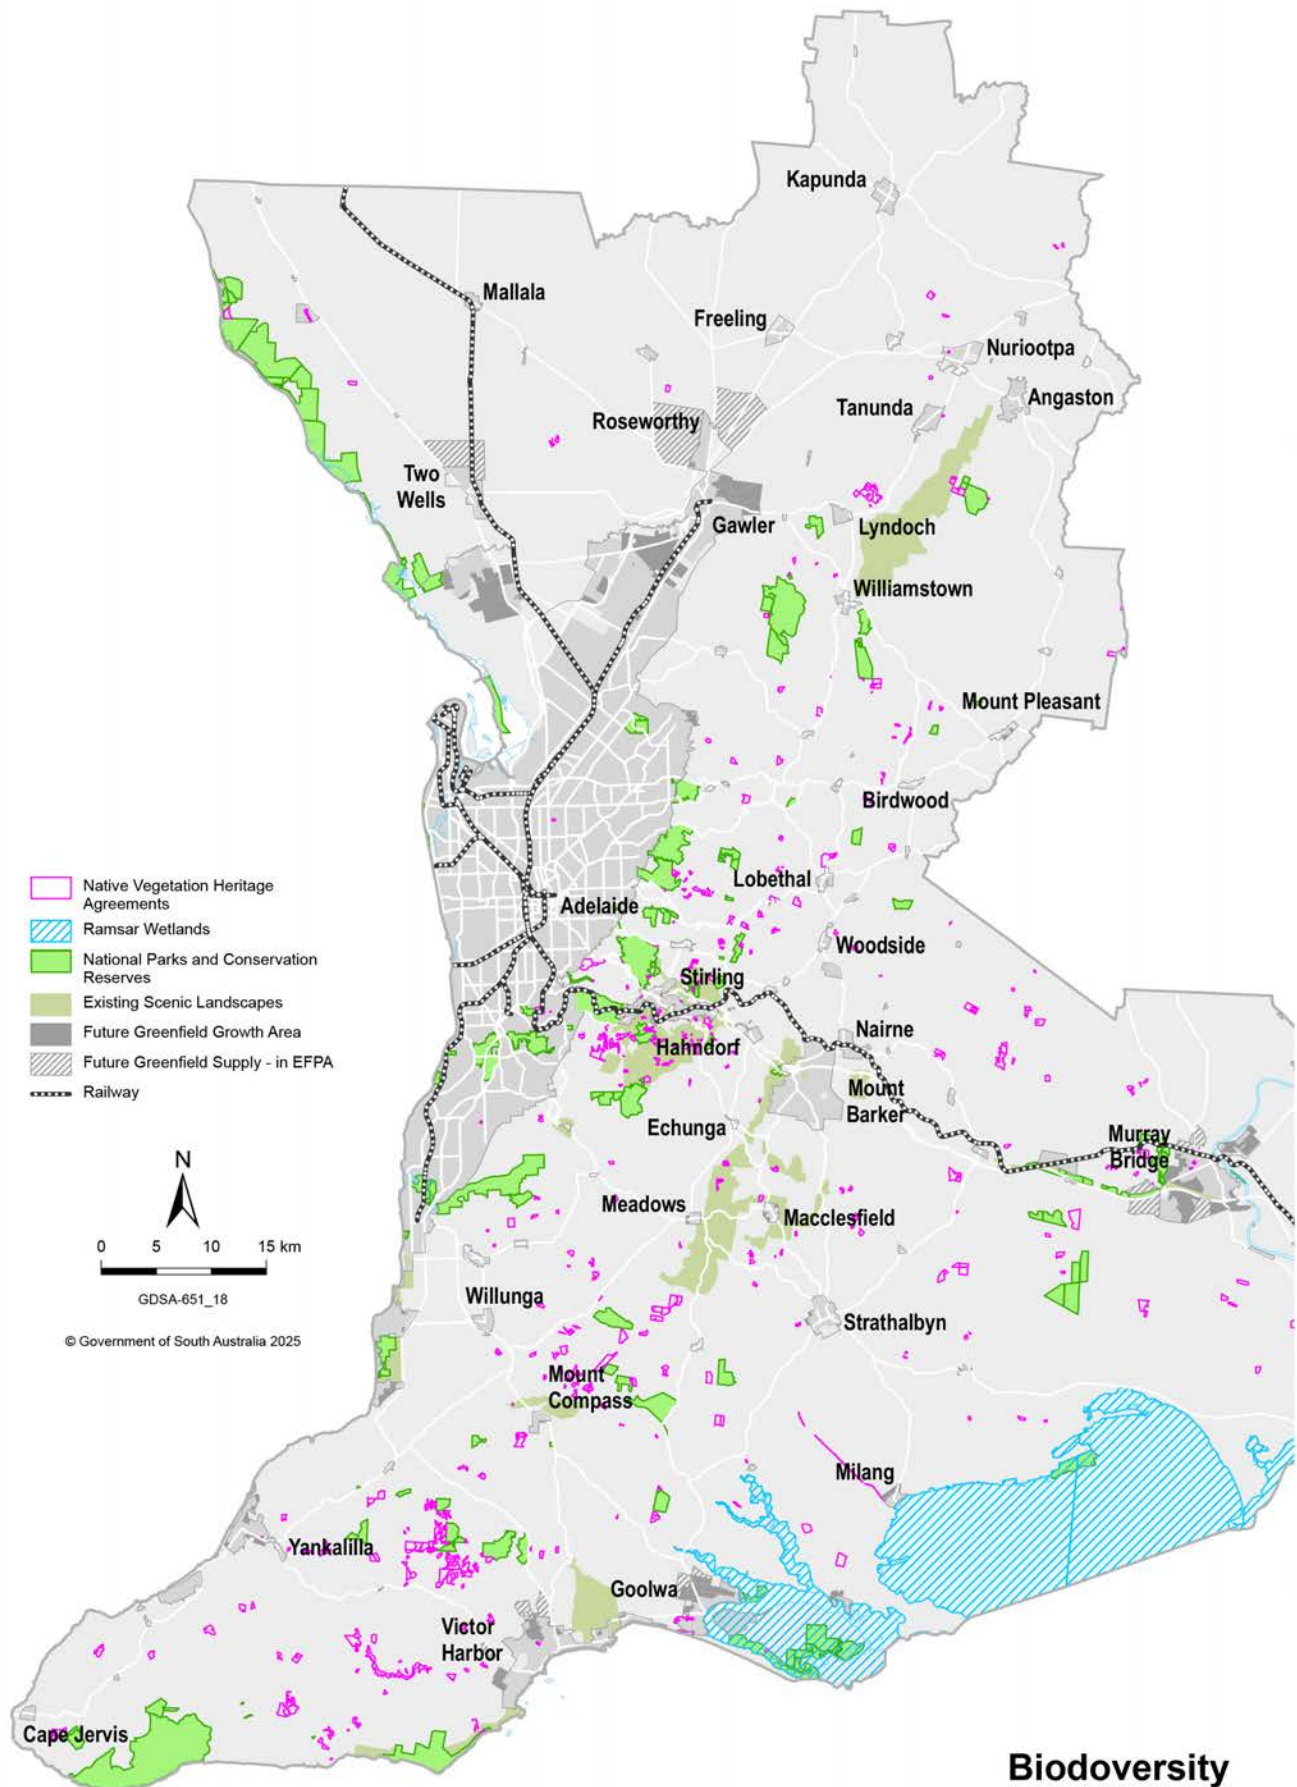 Kapunda
Mallala
Freeling
Nuriootpa
Angaston
Tanunda
Roseworthy
Two
Wells
Gawler
Lyndoch
Williamstown
Mount Pleasant
Birdwood
Lobethal
Adelaide
Woodside
Stirling
Nairne
Hahndorf
Mount
Barker
Echunga
Murray
Bridge
Meadows
Macclesfield
Willunga
Strathalbyn
Mount
Compass
Milang
Yankalilla
Goolwa
Victor
Harbor
Cape Jervis
Native Vegetation Heritage
Agreements
Ramsar Wetlands
National Parks and Conservation
Reserves
Existing Scenic Landscapes
Future Greenfield Growth Area
Future Greenfield Supply - in EFPA
Railway
N
0 5 10 15 km
GDSA-651_18
© Government of South Australia 2025
Biodoversity